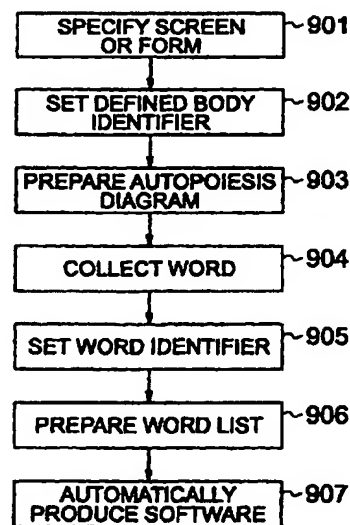 SPECIFY SCREEN
OR FORM
901
SET DEFINED BODY
IDENTIFIER
902
PREPARE AUTOPOIESIS
DIAGRAM
903
COLLECT WORD
904
SET WORD IDENTIFIER
905
PREPARE WORD LIST
906
AUTOMATICALLY
PRODUCE SOFTWARE
907